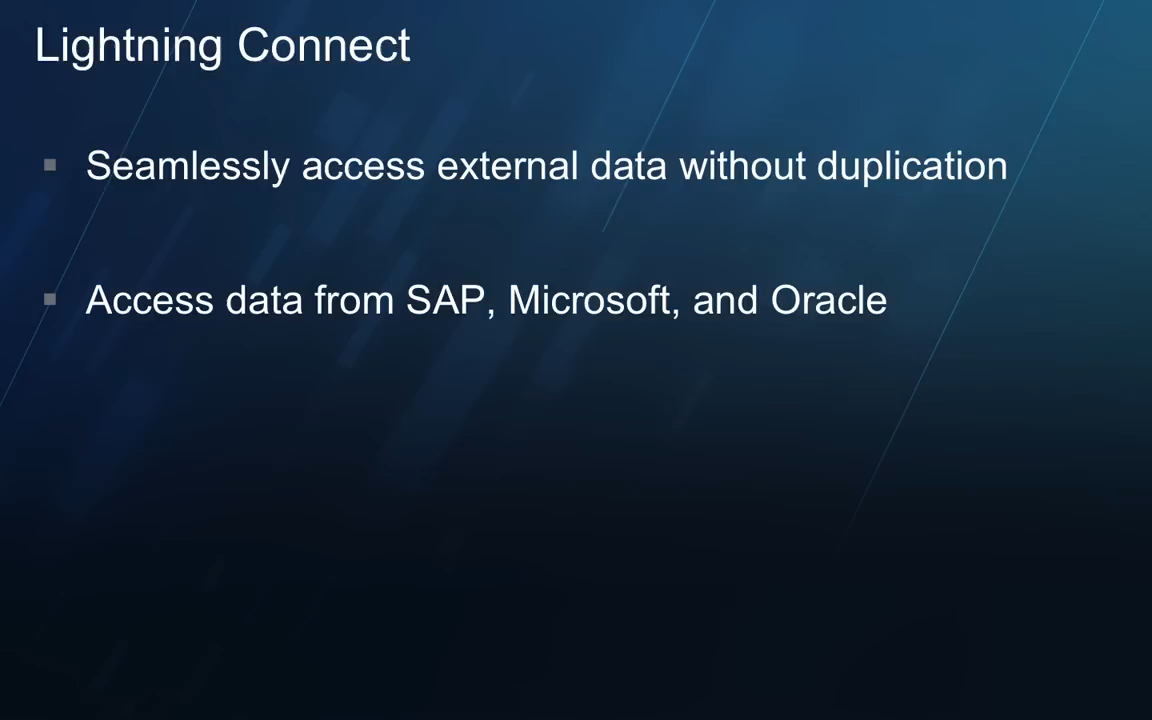 Lightning Connect
Seamlessly access external data without duplication
Access data from SAP, Microsoft, and Oracle